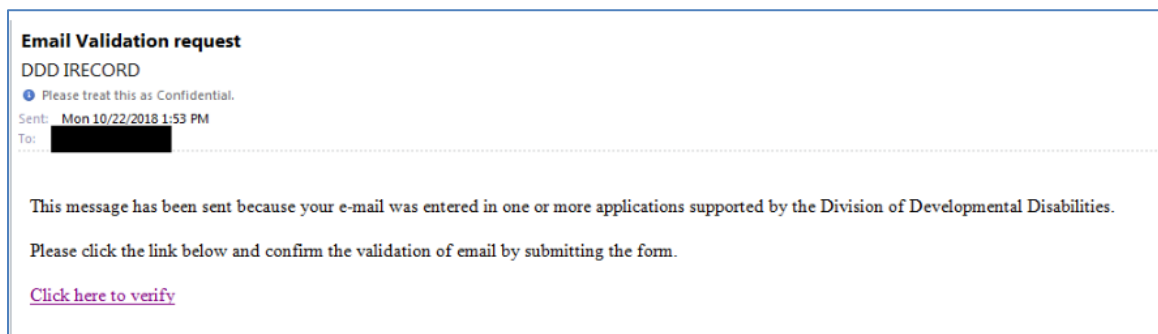 Email Validation request
DDD IRECORD
Please treat this as Confidential.
Sent: Mon 10/22/2018 1:53 PM
To:
This message has been sent because your e-mail was entered in one or more applications supported by the Division of Developmental Disabilities.
Please click the link below and confirm the validation of email by submitting the form.
Click here to verify